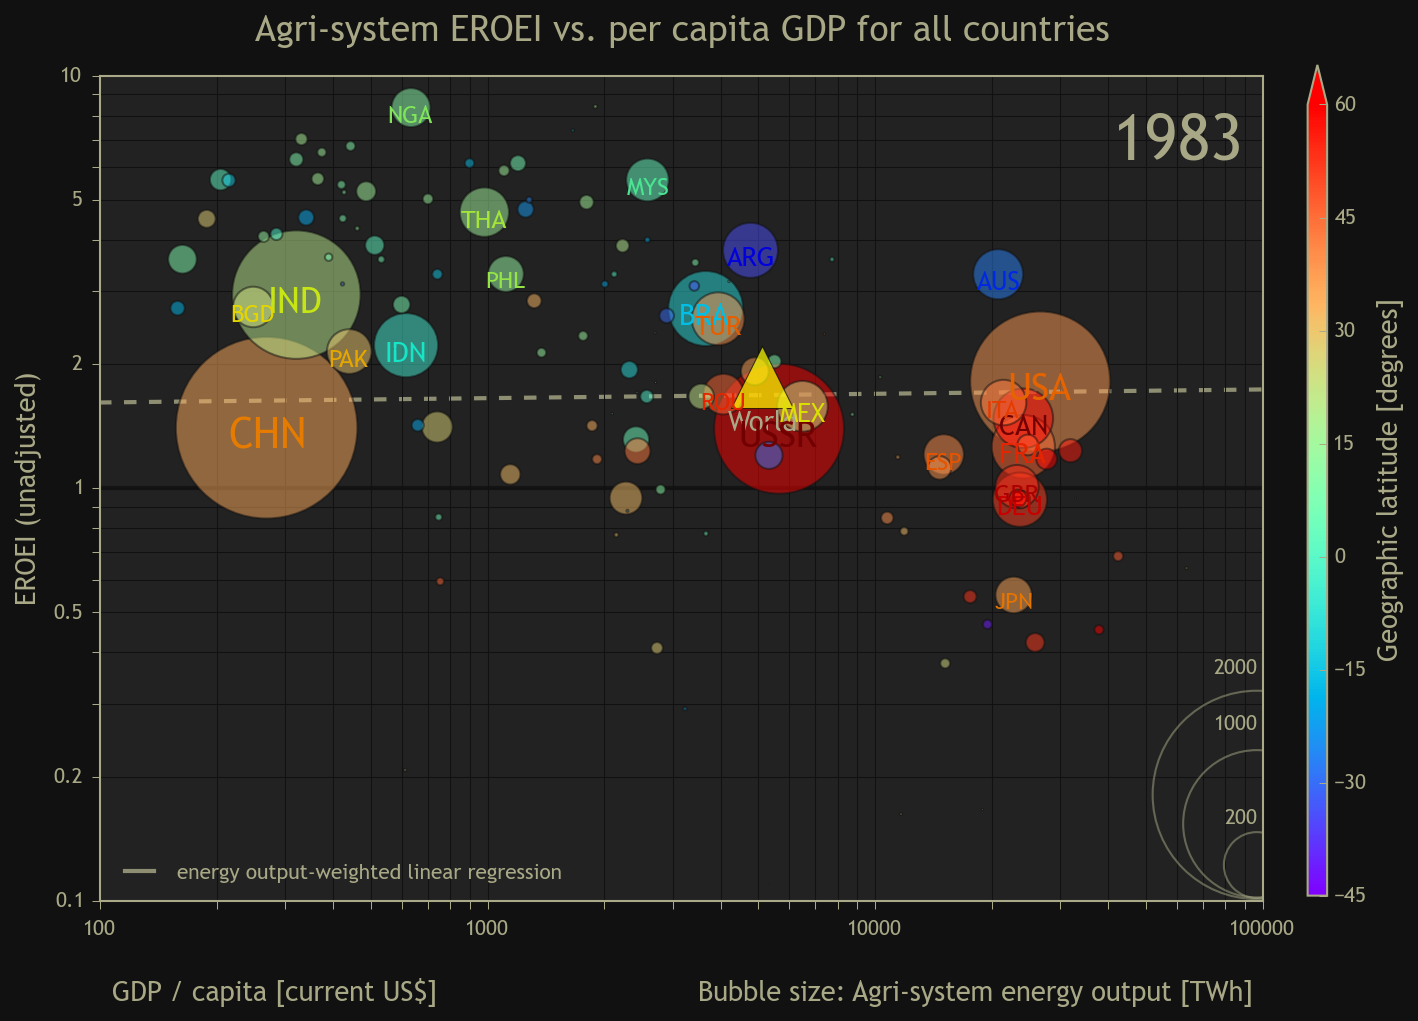 Agri-system EROEI vs. per capita GDP for all countries
1983
10
5
2
1
0.5
0.2
0.1
EROEI (unadjusted)
NGA
MYS
THA
ARG
PHL
AUS
IND
BGD
BRA
TUR
IDN
PAK
USA
ROU
MEX
ITA
World
CHN
USSR
CAN
FRA
ESP
GBR
DEU
JPN
2000
1000
200
energy output-weighted linear regression
100
1000
10000
100000
GDP / capita [current US$]
Bubble size: Agri-system energy output [TWh]
60
45
30
15
0
−15
−30
−45
Geographic latitude [degrees]